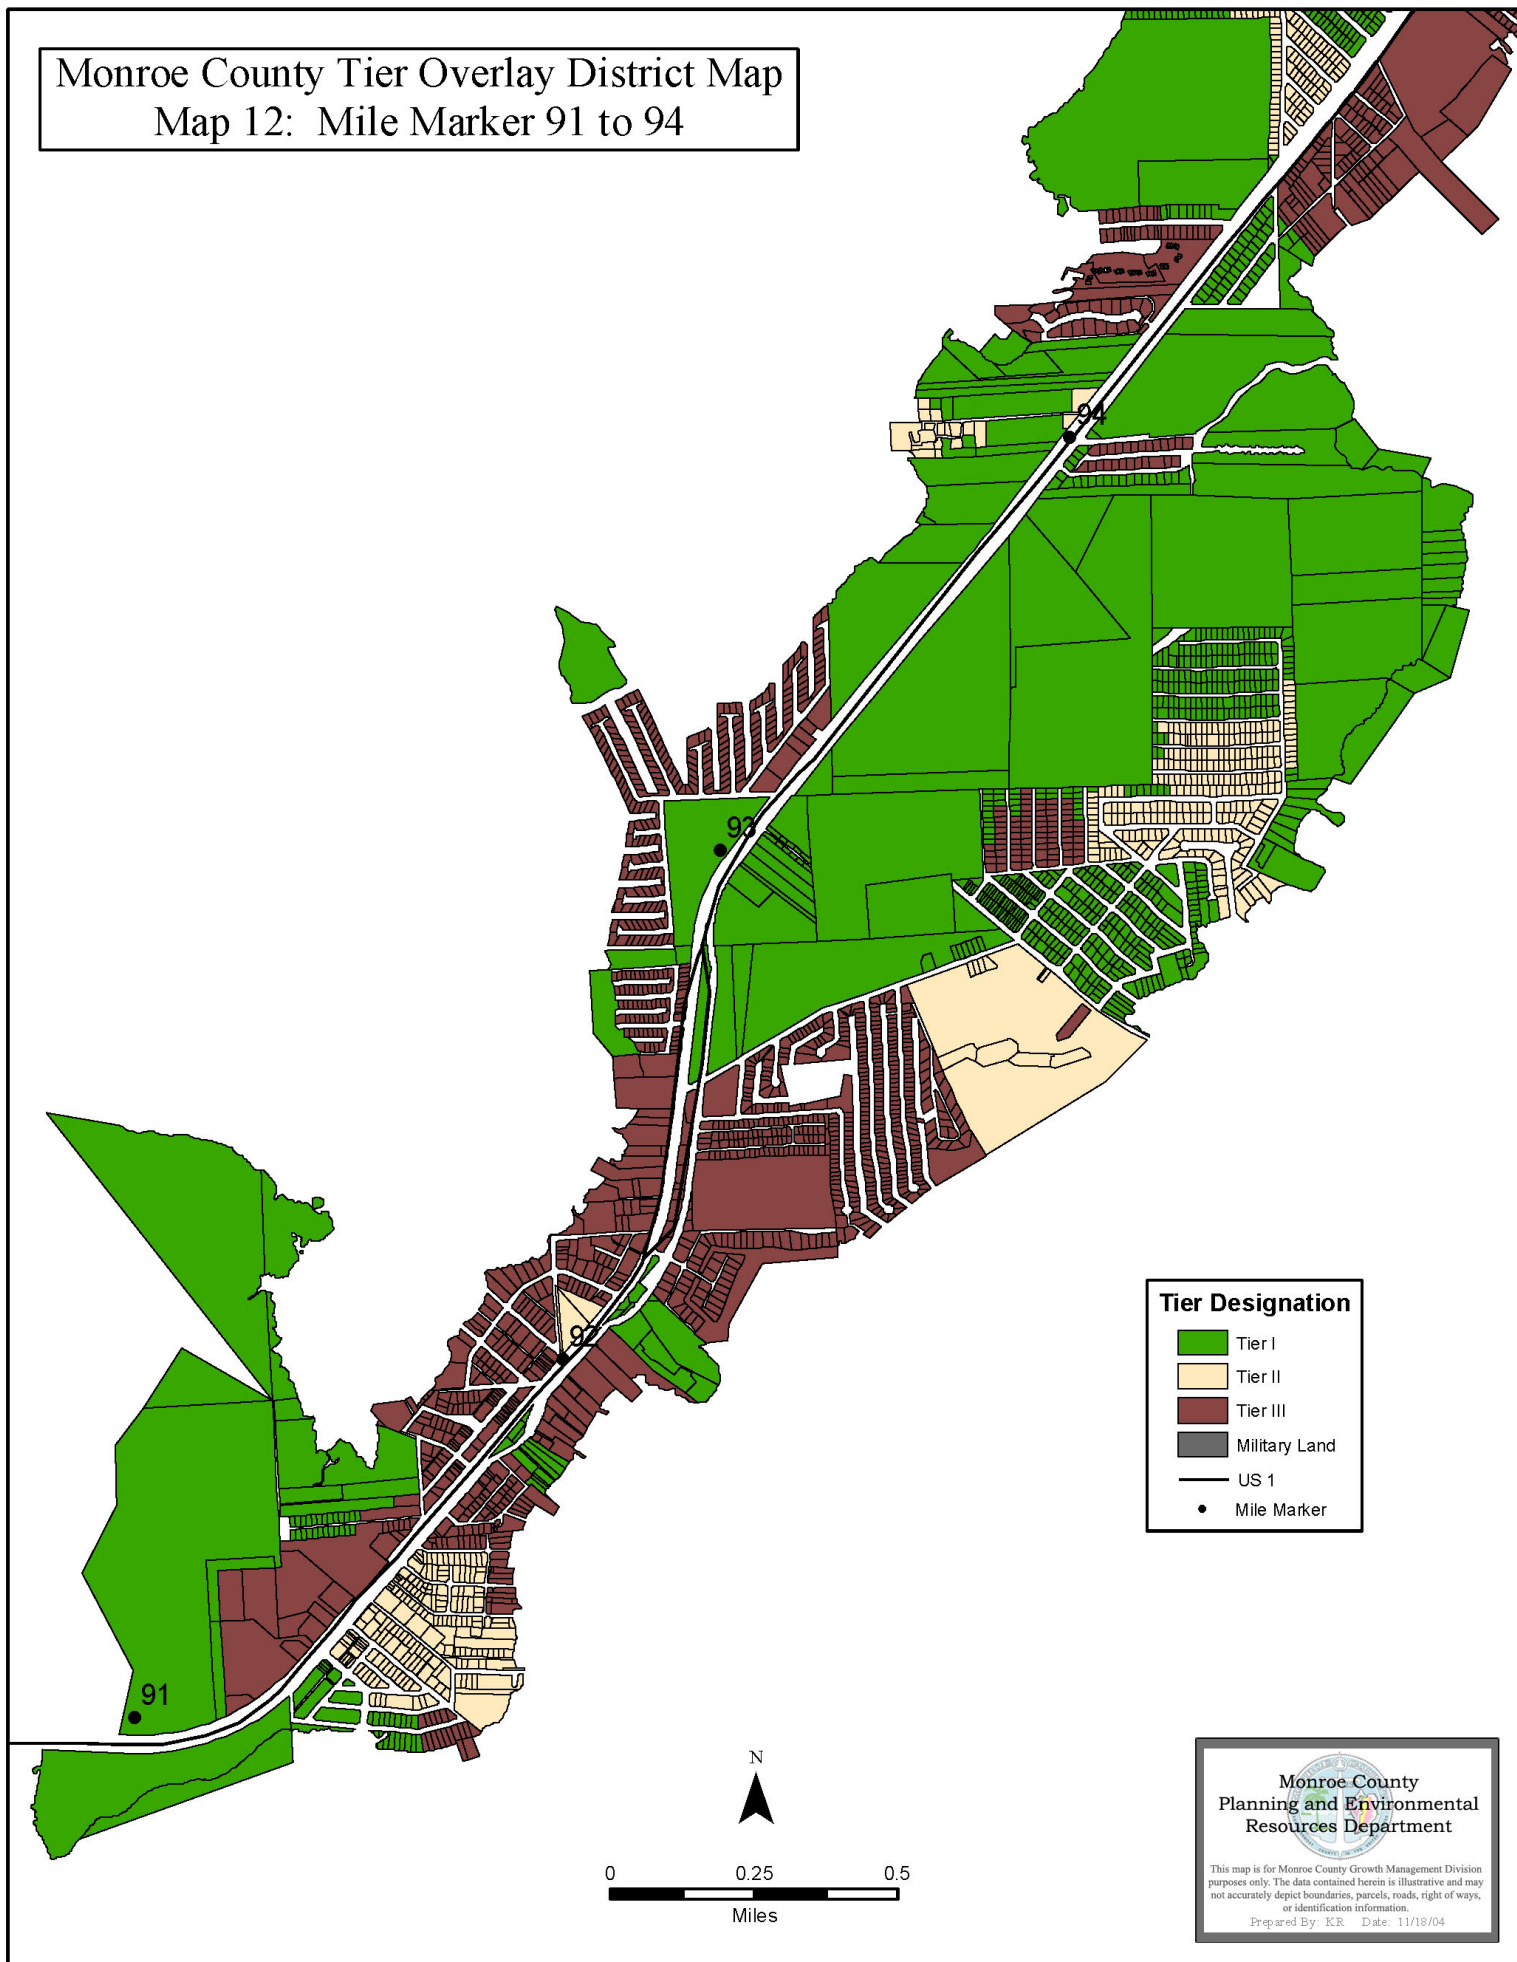 Monroe County Tier Overlay District Map
Map 12: Mile Marker 91 to 94
94
93
92
91
Tier Designation
Tier I
Tier II
Tier III
Military Land
US 1
Mile Marker
N
0 0.25 0.5
Miles
Monroe County
Planning and Environmental
Resources Department
This map is for Monroe County Growth Management Division
purposes only. The data contained herein is illustrative and may
not accurately depict boundaries, parcels, roads, right of ways,
or identification information.
Prepared By: KR Date: 11/18/04